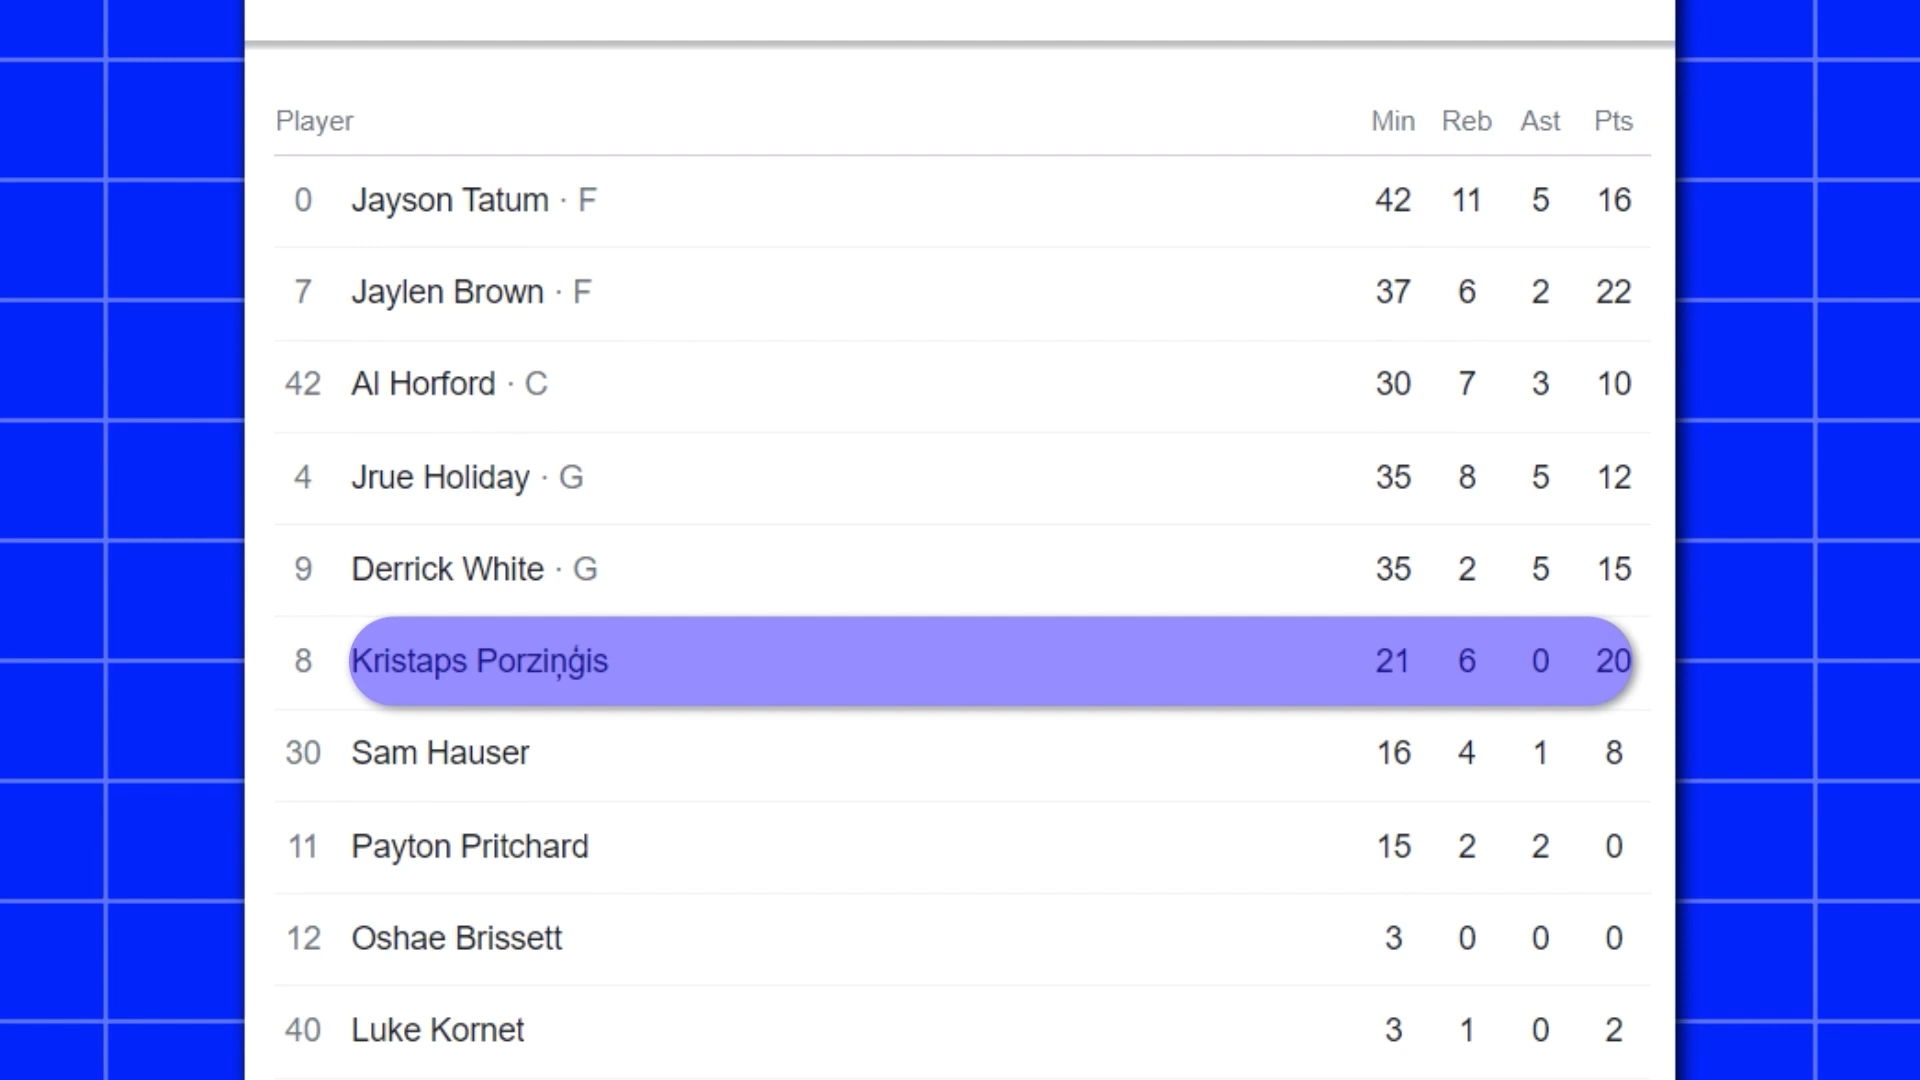 Player Min Reb Ast Pts
0 Jayson Tatum · F 42 11 5 16
7 Jaylen Brown · F 37 6 2 22
42 Al Horford · C 30 7 3 10
4 Jrue Holiday · G 35 8 5 12
9 Derrick White · G 35 2 5 15
8 Kristaps Porziņģis 21 6 0 20
30 Sam Hauser 16 4 1 8
11 Payton Pritchard 15 2 2 0
12 Oshae Brissett 3 0 0 0
40 Luke Kornet 3 1 0 2